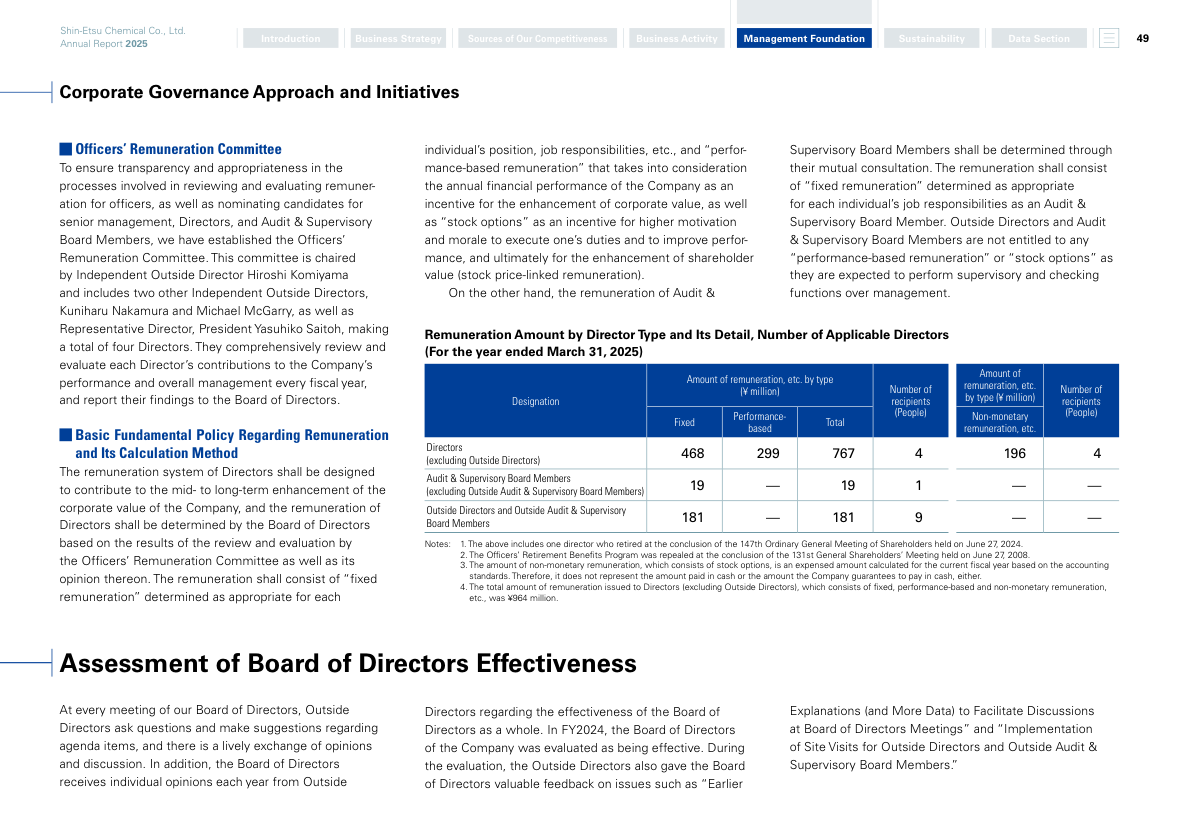 Shin-Etsu Chemical Co., Ltd.
Annual Report 2025
Introduction
Business Strategy
Sources of Our Competitiveness
Business Activity
Management Foundation
Sustainability
Data Section
49
Corporate Governance Approach and Initiatives
Officers’ Remuneration Committee
To ensure transparency and appropriateness in the
processes involved in reviewing and evaluating remuner-
ation for officers, as well as nominating candidates for
senior management, Directors, and Audit & Supervisory
Board Members, we have established the Officers’
Remuneration Committee. This committee is chaired
by Independent Outside Director Hiroshi Komiyama
and includes two other Independent Outside Directors,
Kuniharu Nakamura and Michael McGarry, as well as
Representative Director, President Yasuhiko Saitoh, making
a total of four Directors. They comprehensively review and
evaluate each Director’s contributions to the Company’s
performance and overall management every fiscal year,
and report their findings to the Board of Directors.
Basic Fundamental Policy Regarding Remuneration
and Its Calculation Method
The remuneration system of Directors shall be designed
to contribute to the mid- to long-term enhancement of the
corporate value of the Company, and the remuneration of
Directors shall be determined by the Board of Directors
based on the results of the review and evaluation by
the Officers’ Remuneration Committee as well as its
opinion thereon. The remuneration shall consist of “fixed
remuneration” determined as appropriate for each
individual’s position, job responsibilities, etc., and “perfor-
mance-based remuneration” that takes into consideration
the annual financial performance of the Company as an
incentive for the enhancement of corporate value, as well
as “stock options” as an incentive for higher motivation
and morale to execute one’s duties and to improve perfor-
mance, and ultimately for the enhancement of shareholder
value (stock price-linked remuneration).
On the other hand, the remuneration of Audit &
Supervisory Board Members shall be determined through
their mutual consultation. The remuneration shall consist
of “fixed remuneration” determined as appropriate
for each individual’s job responsibilities as an Audit &
Supervisory Board Member. Outside Directors and Audit
& Supervisory Board Members are not entitled to any
“performance-based remuneration” or “stock options” as
they are expected to perform supervisory and checking
functions over management.
Remuneration Amount by Director Type and Its Detail, Number of Applicable Directors
(For the year ended March 31, 2025)
Designation
Amount of remuneration, etc. by type
(¥ million)
Fixed
Performance-
based
Total
Number of
recipients
(People)
Amount of
remuneration, etc.
by type (¥ million)
Non-monetary
remuneration, etc.
Number of
recipients
(People)
Directors
(excluding Outside Directors)
468 299 767 4 196 4
Audit & Supervisory Board Members
(excluding Outside Audit & Supervisory Board Members)
19 — 19 1 — —
Outside Directors and Outside Audit & Supervisory
Board Members
181 — 181 9 — —
Notes: 1. The above includes one director who retired at the conclusion of the 147th Ordinary General Meeting of Shareholders held on June 27, 2024.
2. The Officers’ Retirement Benefits Program was repealed at the conclusion of the 131st General Shareholders’ Meeting held on June 27, 2008.
3. The amount of non-monetary remuneration, which consists of stock options, is an expensed amount calculated for the current fiscal year based on the accounting
standards. Therefore, it does not represent the amount paid in cash or the amount the Company guarantees to pay in cash, either.
4. The total amount of remuneration issued to Directors (excluding Outside Directors), which consists of fixed, performance-based and non-monetary remuneration,
etc., was ¥964 million.
Assessment of Board of Directors Effectiveness
At every meeting of our Board of Directors, Outside
Directors ask questions and make suggestions regarding
agenda items, and there is a lively exchange of opinions
and discussion. In addition, the Board of Directors
receives individual opinions each year from Outside
Directors regarding the effectiveness of the Board of
Directors as a whole. In FY2024, the Board of Directors
of the Company was evaluated as being effective. During
the evaluation, the Outside Directors also gave the Board
of Directors valuable feedback on issues such as “Earlier
Explanations (and More Data) to Facilitate Discussions
at Board of Directors Meetings” and “Implementation
of Site Visits for Outside Directors and Outside Audit &
Supervisory Board Members.”